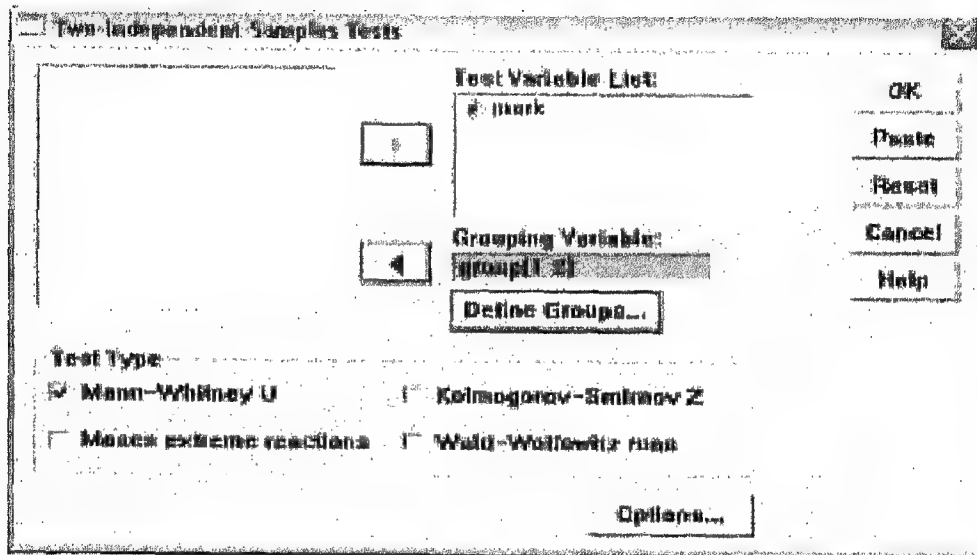 Two Independent Samples Tests
Test Variable List:
mark
OK
Paste
Reset
Cancel
Help
Grouping Variable:
group(1 2)
Define Groups...
Test Type
Mann-Whitney U
Kolmogorov-Smirnov Z
Moses extreme reactions
Wald-Wolfowitz runs
Options...